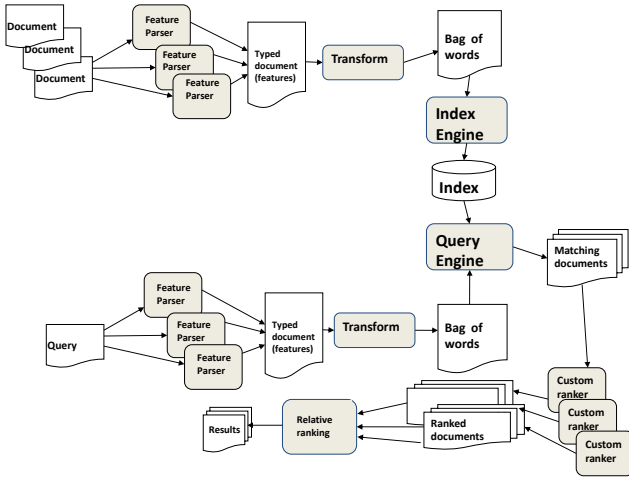 Document
Document
Document
Feature
Parser
Feature
Parser
Feature
Parser
Typed
document
(features)
Transform
Bag of
words
Index
Engine
Index
Query
Engine
Matching
documents
Query
Feature
Parser
Feature
Parser
Feature
Parser
Typed
document
(features)
Transform
Bag of
words
Custom
ranker
Custom
ranker
Custom
ranker
Ranked
documents
Relative
ranking
Results